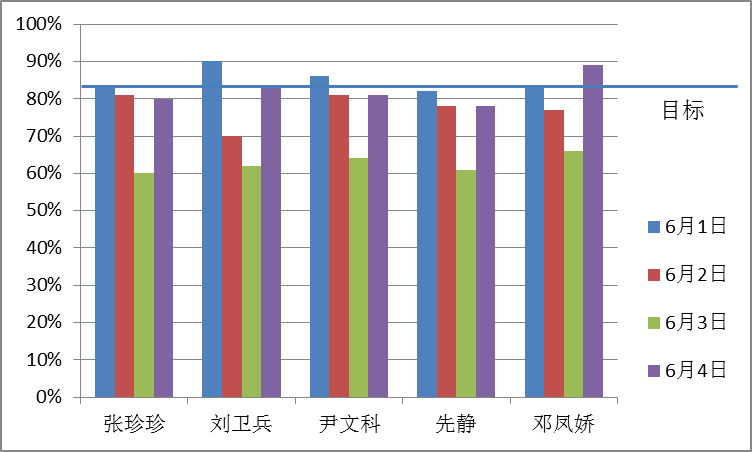 100%
90%
80%
70%
60%
50%
40%
30%
20%
10%
0%
张珍珍
刘卫兵
尹文科
先静
邓凤娇
目标
6月1日
6月2日
6月3日
6月4日